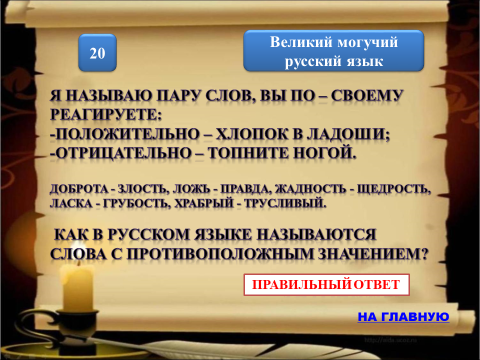 20
Великий могучий
русский язык
Я НАЗЫВАЮ ПАРУ СЛОВ, ВЫ ПО – СВОЕМУ
РЕАГИРУЕТЕ:
-ПОЛОЖИТЕЛЬНО – ХЛОПОК В ЛАДОШИ;
-ОТРИЦАТЕЛЬНО – ТОПНИТЕ НОГОЙ.
ДОБРОТА - ЗЛОСТЬ, ЛОЖЬ - ПРАВДА, ЖАДНОСТЬ - ЩЕДРОСТЬ,
ЛАСКА - ГРУБОСТЬ, ХРАБРЫЙ - ТРУСЛИВЫЙ.
КАК В РУССКОМ ЯЗЫКЕ НАЗЫВАЮТСЯ
СЛОВА С ПРОТИВОПОЛОЖНЫМ ЗНАЧЕНИЕМ?
ПРАВИЛЬНЫЙ ОТВЕТ
НА ГЛАВНУЮ